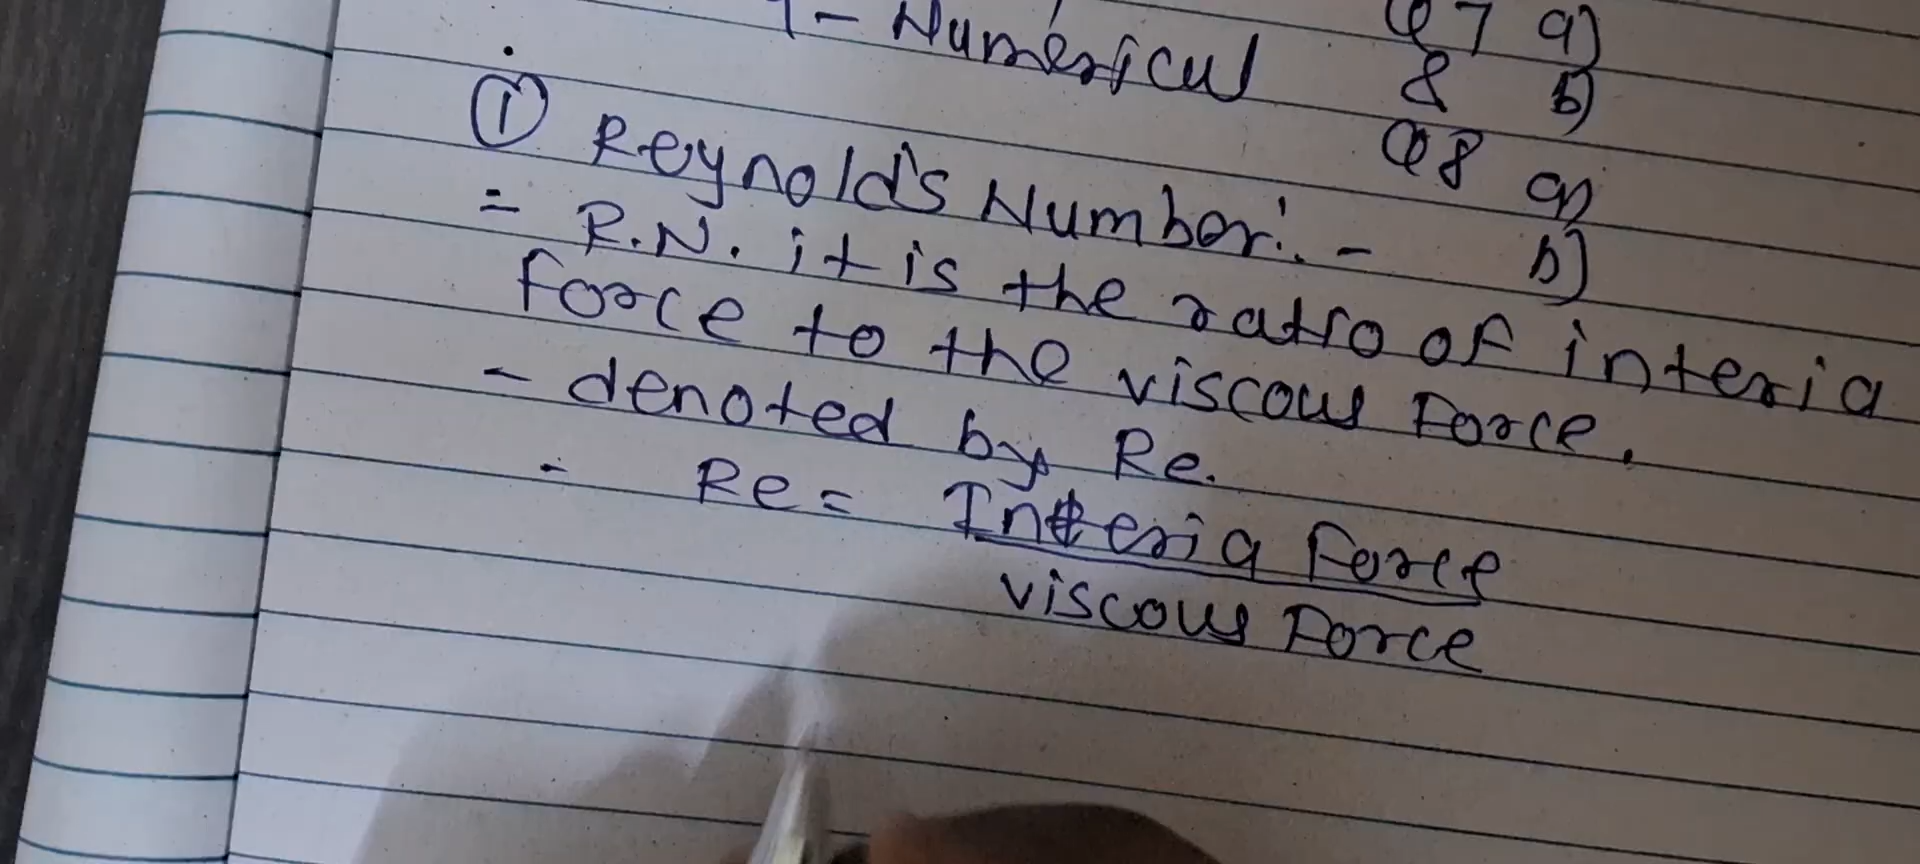 1 - Numerical Q7 a)
& b)
Q8 a)
b)
① Reynold's Number :-
= R.N. it is the ratio of interia
force to the viscous Force.
- denoted by Re.
- Re = Interia Force
viscous Force